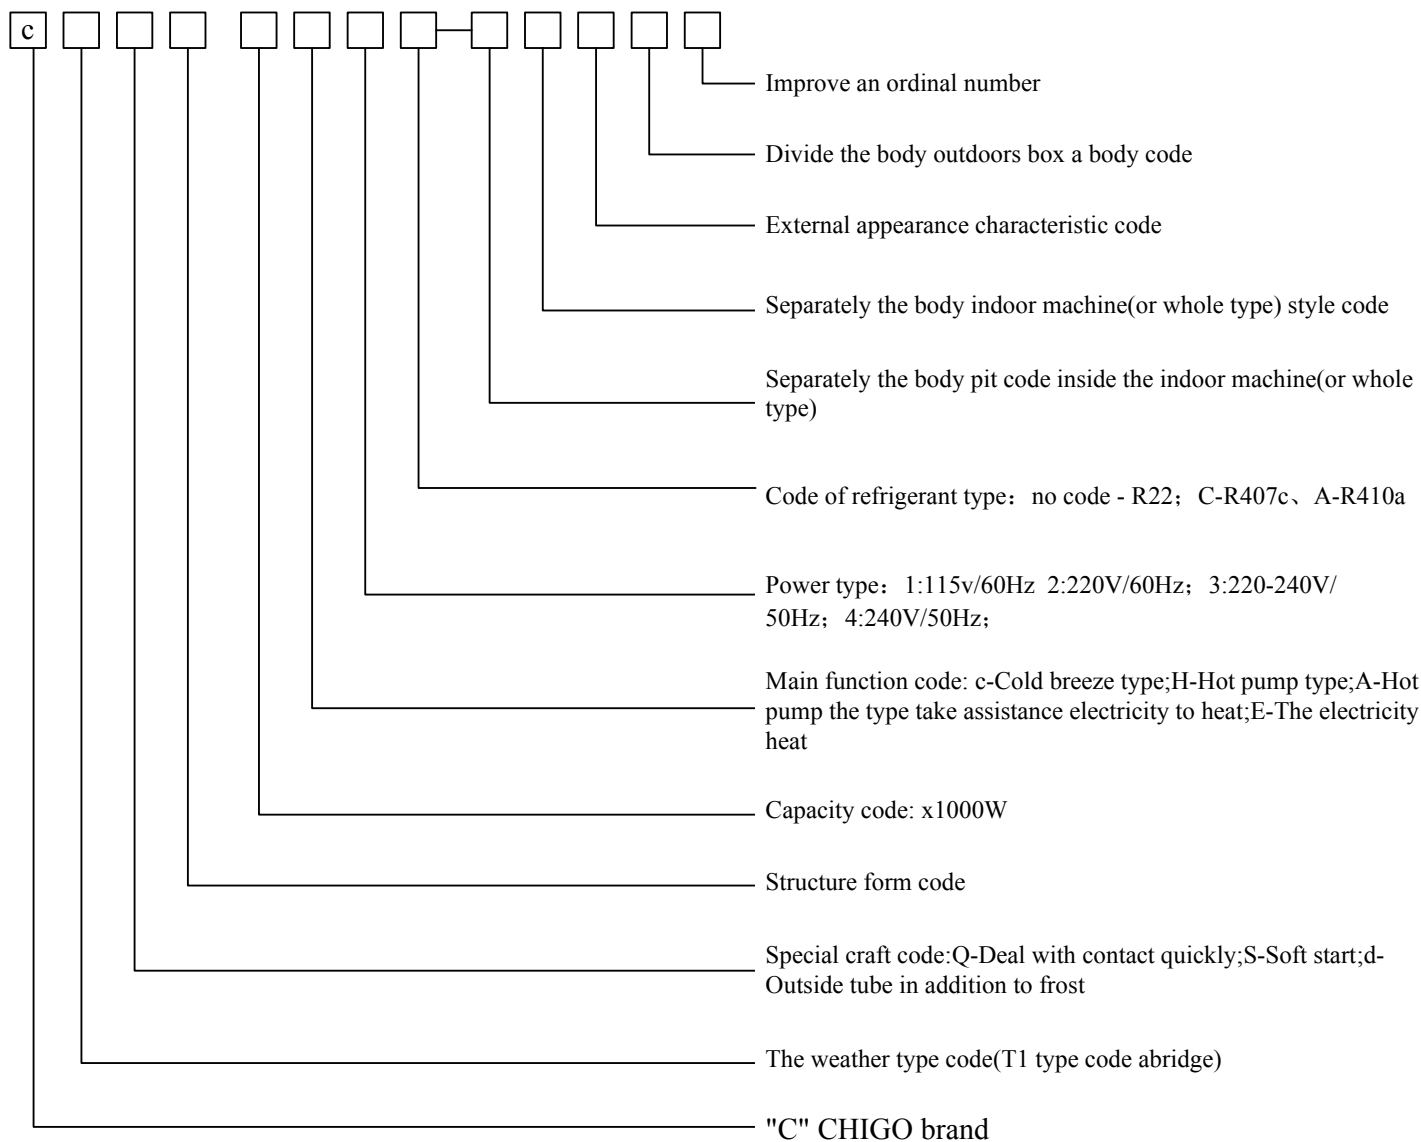 c
Improve an ordinal number
Divide the body outdoors box a body code
External appearance characteristic code
Separately the body indoor machine(or whole type) style code
Separately the body pit code inside the indoor machine(or whole
type)
Code of refrigerant type：no code - R22；C-R407c、A-R410a
Power type：1:115v/60Hz 2:220V/60Hz；3:220-240V/
50Hz；4:240V/50Hz；
Main function code: c-Cold breeze type;H-Hot pump type;A-Hot
pump the type take assistance electricity to heat;E-The electricity
heat
Capacity code: x1000W
Structure form code
Special craft code:Q-Deal with contact quickly;S-Soft start;d-
Outside tube in addition to frost
The weather type code(T1 type code abridge)
"C" CHIGO brand